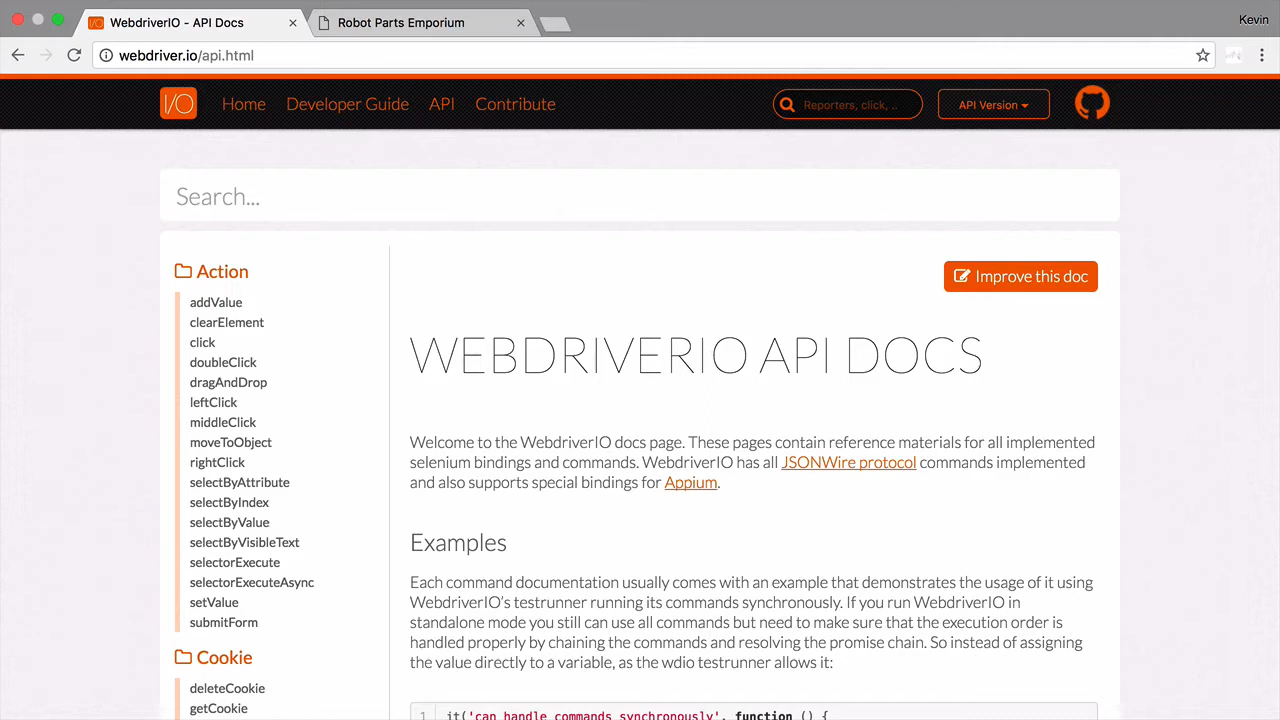 WebdriverIO - API Docs
Robot Parts Emporium
Kevin
webdriver.io/api.html
I/O
Home
Developer Guide
API
Contribute
Reporters, click, ..
API Version
Search...
Action
addValue
clearElement
click
doubleClick
dragAndDrop
leftClick
middleClick
moveToObject
rightClick
selectByAttribute
selectByIndex
selectByValue
selectByVisibleText
selectorExecute
selectorExecuteAsync
setValue
submitForm
Cookie
deleteCookie
getCookie
Improve this doc
WEBDRIVERIO API DOCS
Welcome to the WebdriverIO docs page. These pages contain reference materials for all implemented
selenium bindings and commands. WebdriverIO has all JSONWire protocol commands implemented
and also supports special bindings for Appium.
Examples
Each command documentation usually comes with an example that demonstrates the usage of it using
WebdriverIO's testrunner running its commands synchronously. If you run WebdriverIO in
standalone mode you still can use all commands but need to make sure that the execution order is
handled properly by chaining the commands and resolving the promise chain. So instead of assigning
the value directly to a variable, as the wdio testrunner allows it:
1 it('can handle commands synchronously', function () {